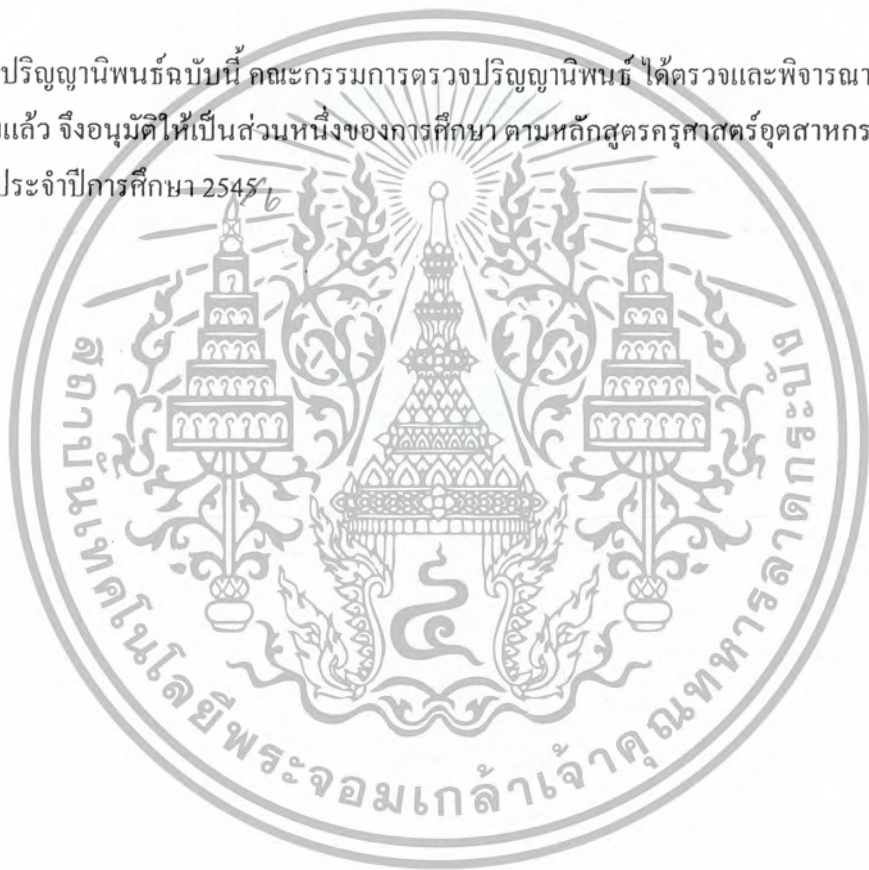 ปริญญานิพนธ์ฉบับนี้ คณะกรรมการตรวจปริญญานิพนธ์ ได้ตรวจและพิจารณา
แล้ว จึงอนุมัติให้เป็นส่วนหนึ่งของการศึกษา ตามหลักสูตรครุศาสตร์อุตสาหกร
ประจำปีการศึกษา 2545
สถาบันเทคโนโลยีพระจอมเกล้าเจ้าคุณทหารลาดกระบัง
๔